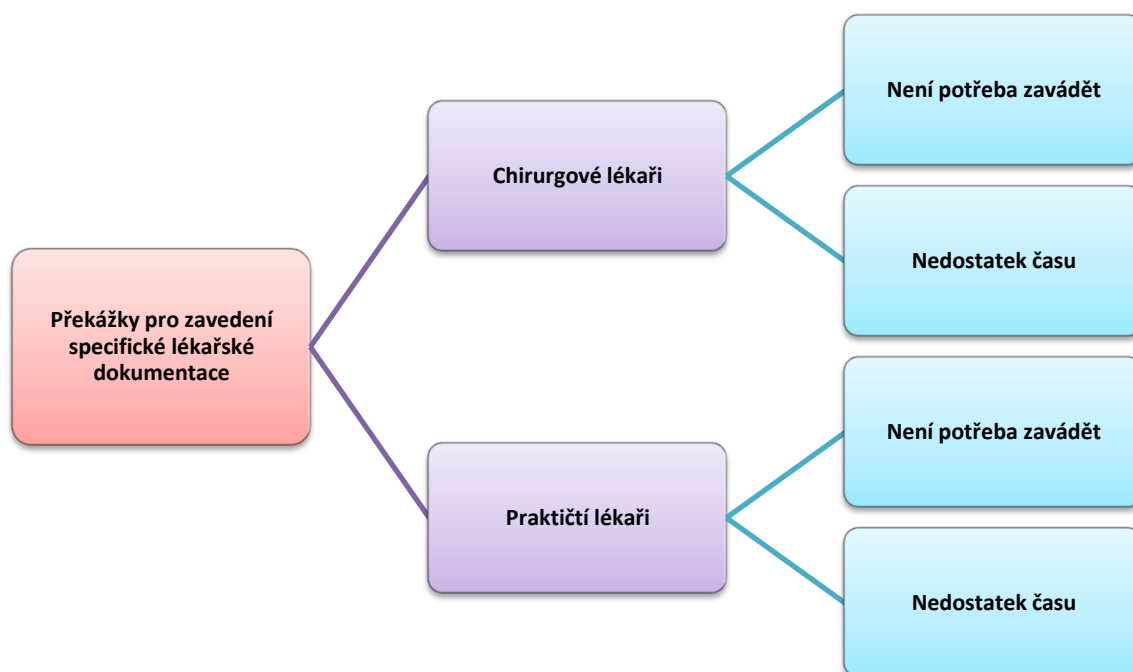 Překážky pro zavedení
specifické lékařské
dokumentace
Chirurgové lékaři
Není potřeba zavádět
Nedostatek času
Praktičtí lékaři
Není potřeba zavádět
Nedostatek času